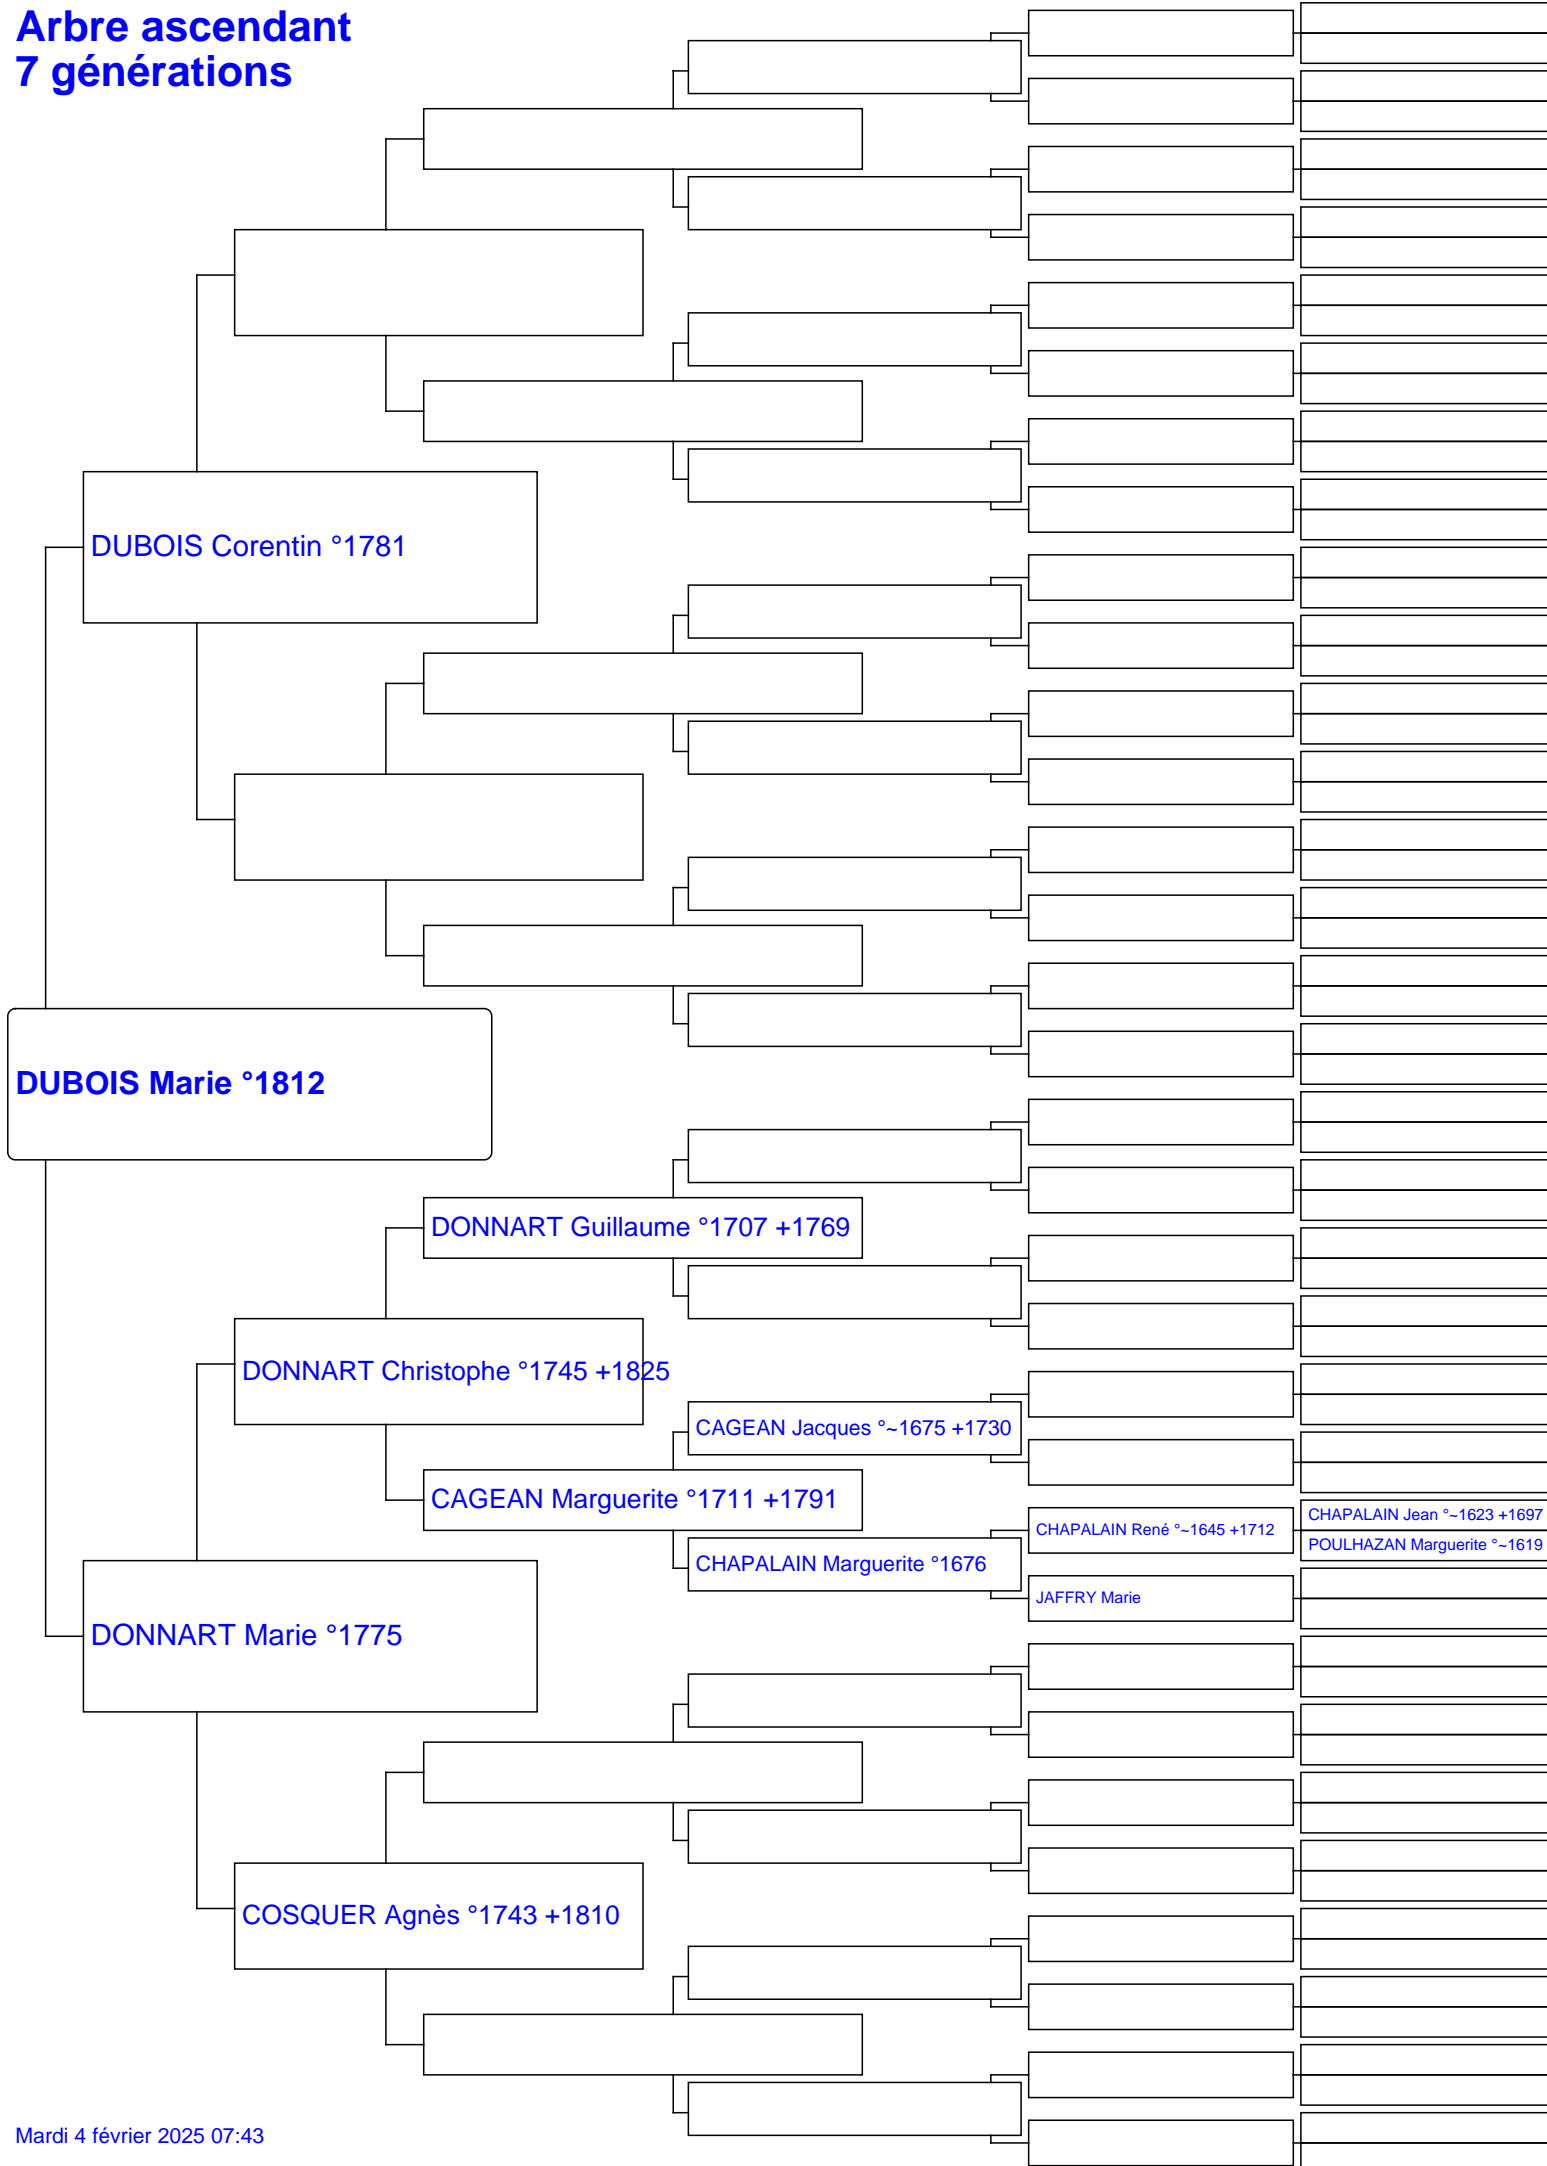 Arbre ascendant
7 générations
DUBOIS Corentin °1781
DUBOIS Marie °1812
DONNART Guillaume °1707 +1769
DONNART Christophe °1745 +1825
CAGEAN Jacques °~1675 +1730
CAGEAN Marguerite °1711 +1791
CHAPALAIN Jean °~1623 +1697
CHAPALAIN René °~1645 +1712
POULHAZAN Marguerite °~1619
CHAPALAIN Marguerite °1676
JAFFRY Marie
DONNART Marie °1775
COSQUER Agnès °1743 +1810
Mardi 4 février 2025 07:43